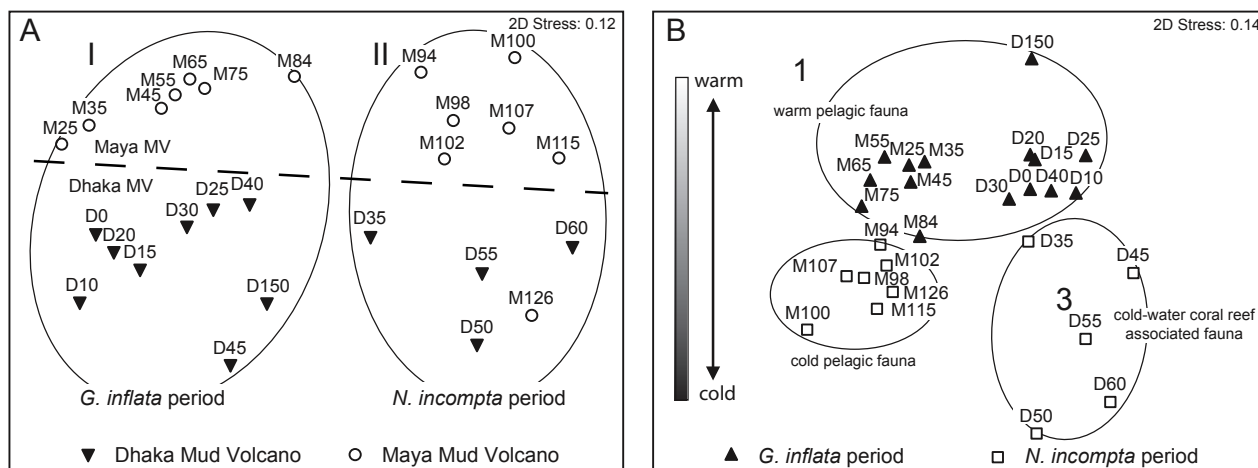 A
2D Stress: 0.12
I
II
M100
M84
M94
M65
M75
M55
M45
M35
M98
M107
M25
M102
M115
Maya MV
Dhaka MV
D25
D40
D0
D30
D20
D15
D35
D60
D55
D10
D150
M126
D50
D45
G. inflata period
N. incompta period
Dhaka Mud Volcano
Maya Mud Volcano
B
2D Stress: 0.14
D150
1
warm
warm pelagic fauna
D20
D25
M55
M25
M35
D15
M65
M45
D0
D40
D10
D30
M75
M84
M94
D35
M102
D45
M107
M98
M126
3
M100
M115
cold-water coral reef
associated fauna
D55
cold pelagic fauna
cold
D60
D50
G. inflata period
N. incompta period